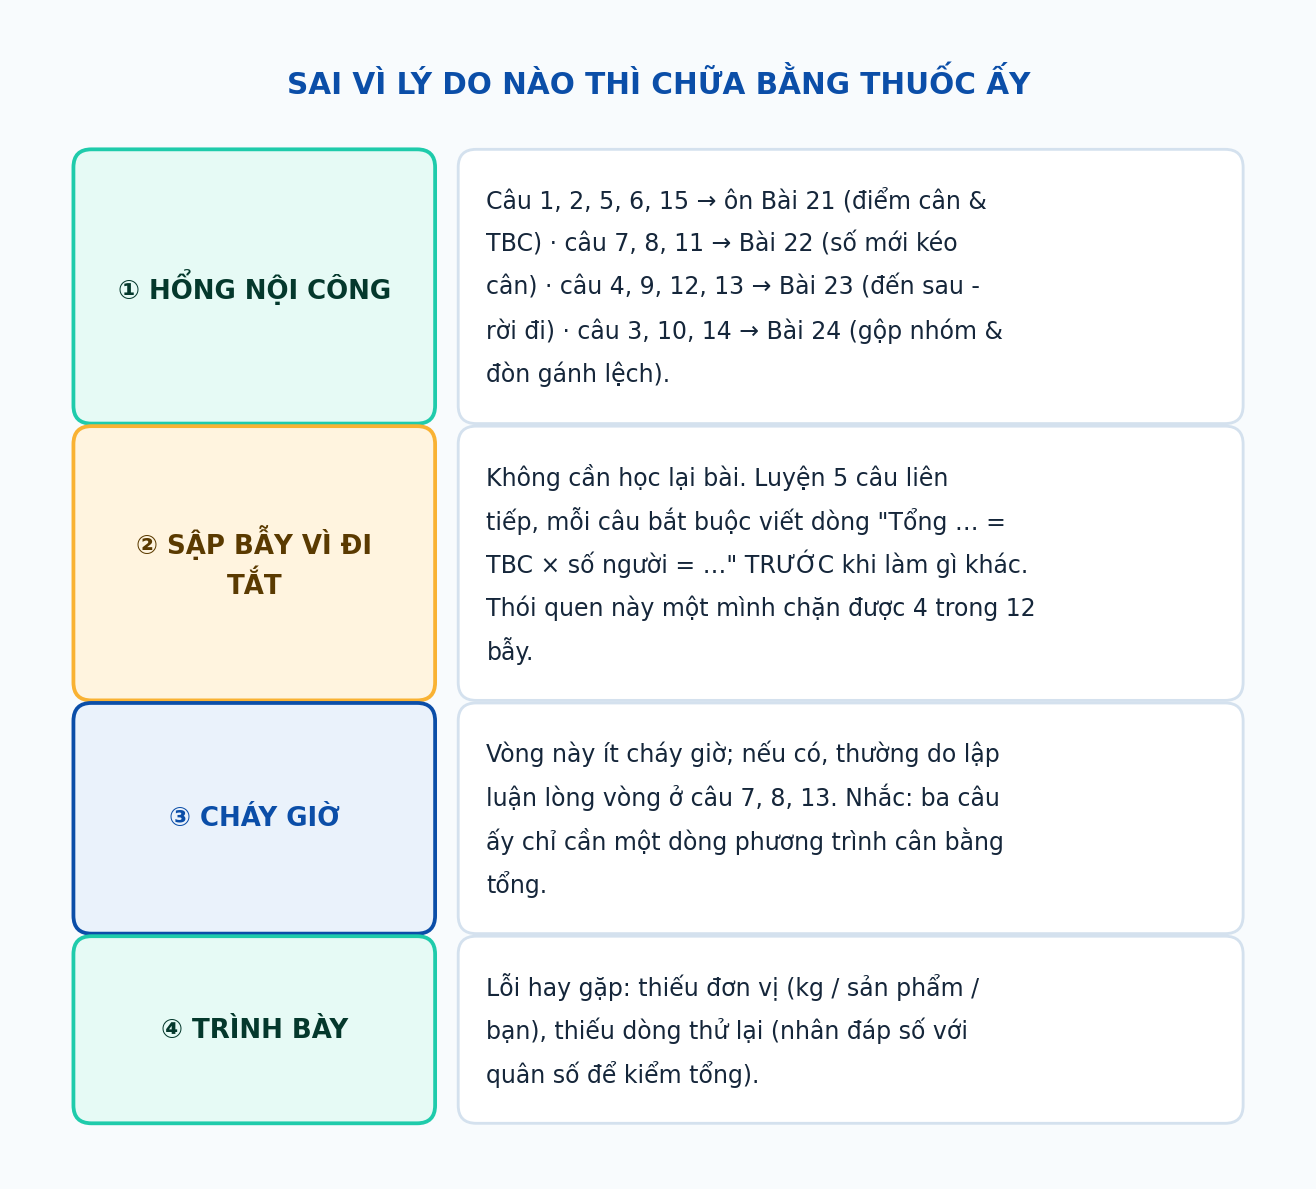 SAI VÌ LÝ DO NÀO THÌ CHỮA BẰNG THUỐC ẤY
① HỔNG NỘI CÔNG
Câu 1, 2, 5, 6, 15 → ôn Bài 21 (điểm cân &
TBC) · câu 7, 8, 11 → Bài 22 (số mới kéo
cân) · câu 4, 9, 12, 13 → Bài 23 (đến sau -
rời đi) · câu 3, 10, 14 → Bài 24 (gộp nhóm &
đòn gánh lệch).
② SẬP BẪY VÌ ĐI
TẮT
Không cần học lại bài. Luyện 5 câu liên
tiếp, mỗi câu bắt buộc viết dòng "Tổng … =
TBC × số người = …" TRƯỚC khi làm gì khác.
Thói quen này một mình chặn được 4 trong 12
bẫy.
③ CHÁY GIỜ
Vòng này ít cháy giờ; nếu có, thường do lập
luận lòng vòng ở câu 7, 8, 13. Nhắc: ba câu
ấy chỉ cần một dòng phương trình cân bằng
tổng.
④ TRÌNH BÀY
Lỗi hay gặp: thiếu đơn vị (kg / sản phẩm /
bạn), thiếu dòng thử lại (nhân đáp số với
quân số để kiểm tổng).